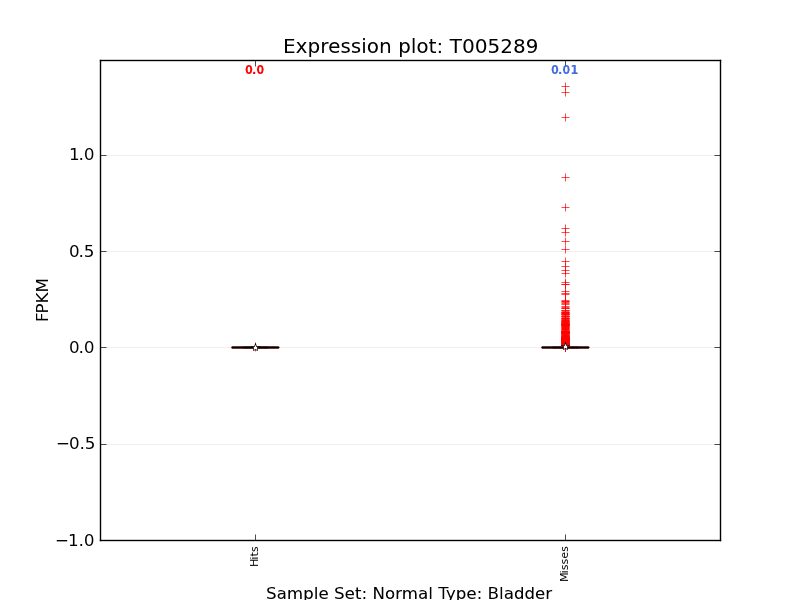 Expression plot: T005289
0.0
0.01
1.0
0.5
0.0
−0.5
−1.0
FPKM
Hits
Misses
Sample Set: Normal Type: Bladder